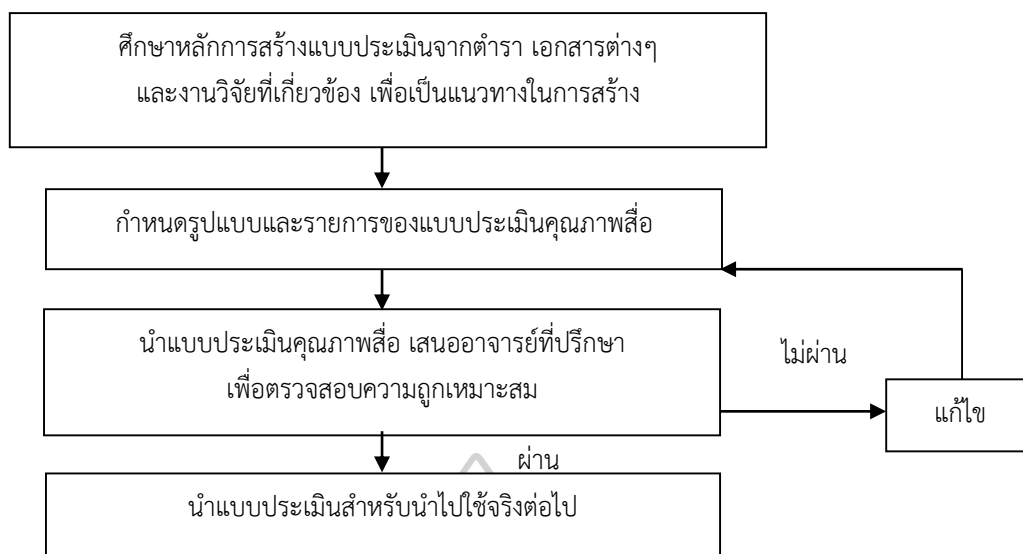 ศึกษาหลักการสร้างแบบประเมินจากตำรา เอกสารต่างๆ
และงานวิจัยที่เกี่ยวข้อง เพื่อเป็นแนวทางในการสร้าง
กำหนดรูปแบบและรายการของแบบประเมินคุณภาพสื่อ
นำแบบประเมินคุณภาพสื่อ เสนออาจารย์ที่ปรึกษา
เพื่อตรวจสอบความถูกเหมาะสม
ไม่ผ่าน
แก้ไข
ผ่าน
นำแบบประเมินสำหรับนำไปใช้จริงต่อไป